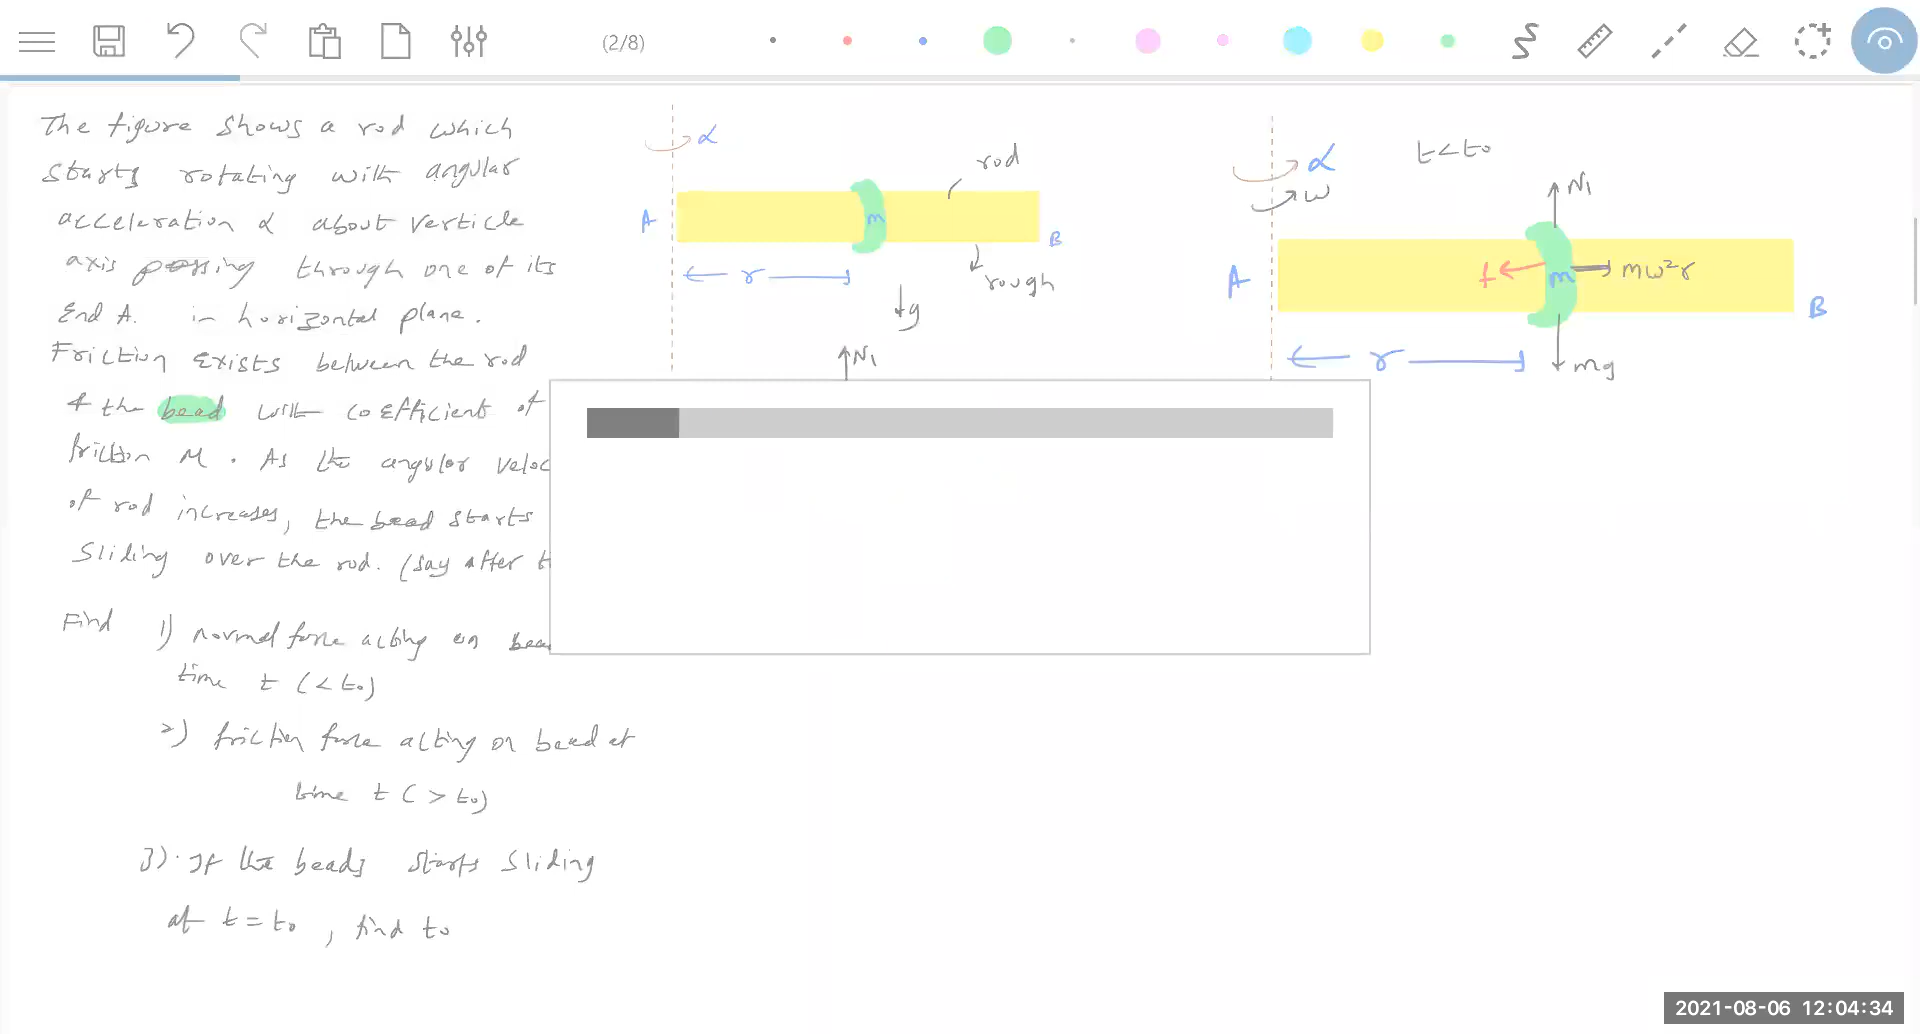 (2/8)
The figure shows a rod which
starts rotating with angular
acceleration α about verticle
axis passing through one of its
End A. in horizontal plane.
Friction exists between the rod
& the bead with coefficient of
friction M. As the angular veloc
of rod increases, the bead starts
sliding over the rod. (say after t
Find 1) normal force acting on bea
time t (<t₀)
2) friction force acting on bead at
time t (>t₀)
3). If the beads starts sliding
at t = t₀, find t₀
α
rod
A
m
B
r
rough
g
N₁
α
ω
t<t₀
N₁
A
f
m
mω²r
B
r
mg
2021-08-06 12:04:34